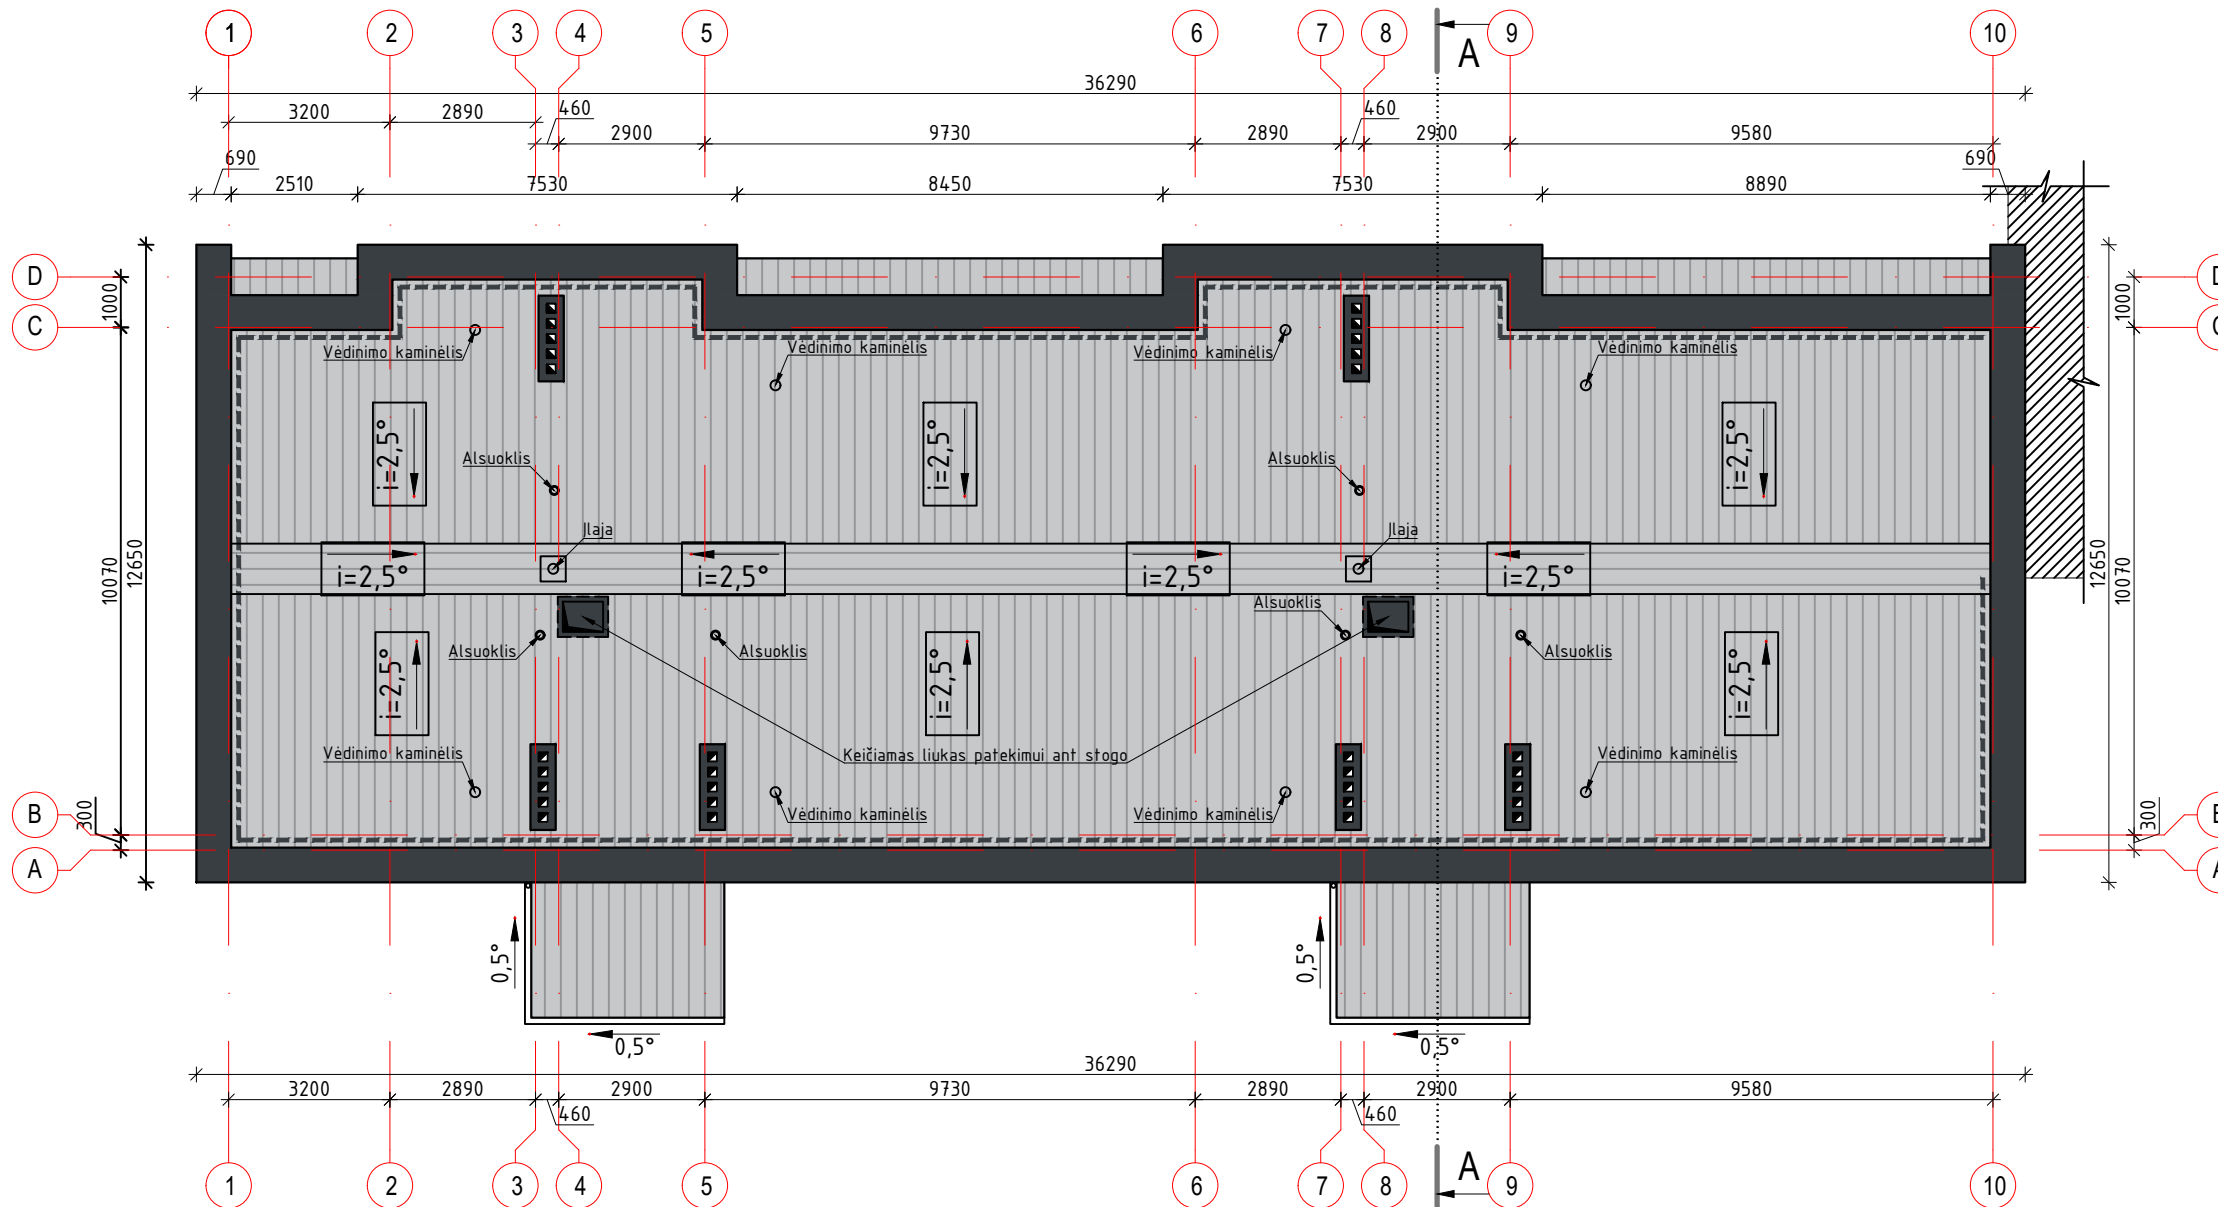 1 2 3 4 5 6 7 8 A 9 10
36290
3200 2890 460 460
2900 9730 2890 2900 9580
690 690
2510 7530 8450 7530 8890
D D
1000 1000
C C
Vėdinimo kaminėlis Vėdinimo kaminėlis Vėdinimo kaminėlis Vėdinimo kaminėlis
i=2,5° i=2,5° i=2,5°
Alsuoklis Alsuoklis
Įlaja Įlaja
i=2,5° i=2,5° i=2,5° i=2,5°
10070 12650 12650 10070
Alsuoklis
Alsuoklis Alsuoklis Alsuoklis
i=2,5° i=2,5° i=2,5°
Vėdinimo kaminėlis Keičiamas liukas patekimui ant stogo Vėdinimo kaminėlis
Vėdinimo kaminėlis Vėdinimo kaminėlis
B 300 300 B
A A
0,5° 0,5°
0,5° 0,5°
36290
3200 2890 2900 9730 2890 2900 9580
460 460
1 2 3 4 5 6 7 8 A 9 10